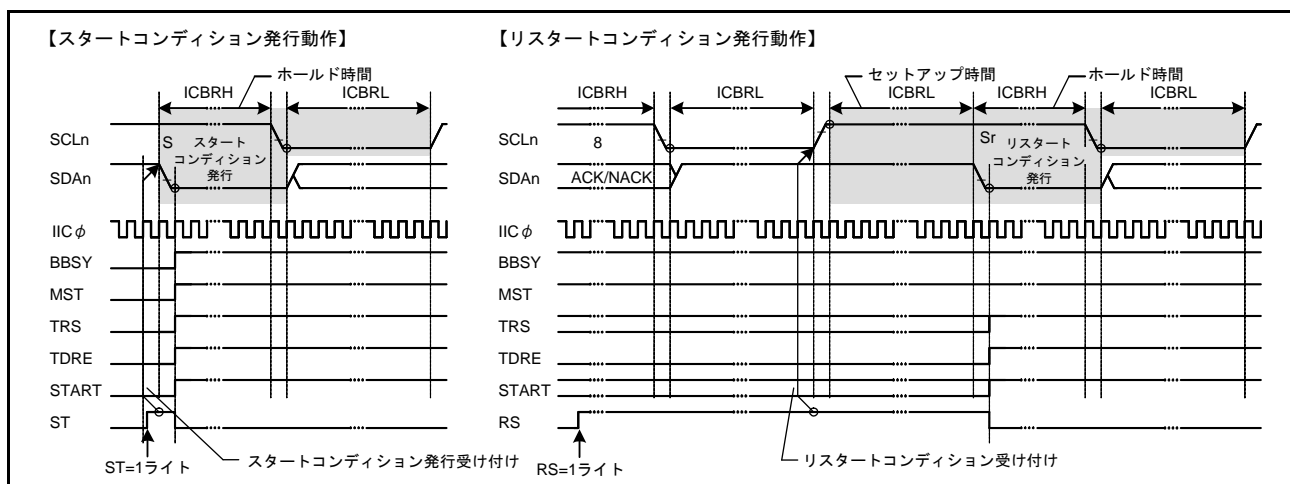 【スタートコンディション発行動作】
ホールド時間
ICBRH
ICBRL
SCLn
S
スタート
コンディション
発行
SDAn
IICφ
BBSY
MST
TRS
TDRE
START
ST
ST=1ライト
スタートコンディション発行受け付け
【リスタートコンディション発行動作】
セットアップ時間
ホールド時間
ICBRH
ICBRL
ICBRL
ICBRH
ICBRL
SCLn
8
Sr
リスタート
コンディション
発行
SDAn
ACK/NACK
IICφ
BBSY
MST
TRS
TDRE
START
RS
RS=1ライト
リスタートコンディション受け付け